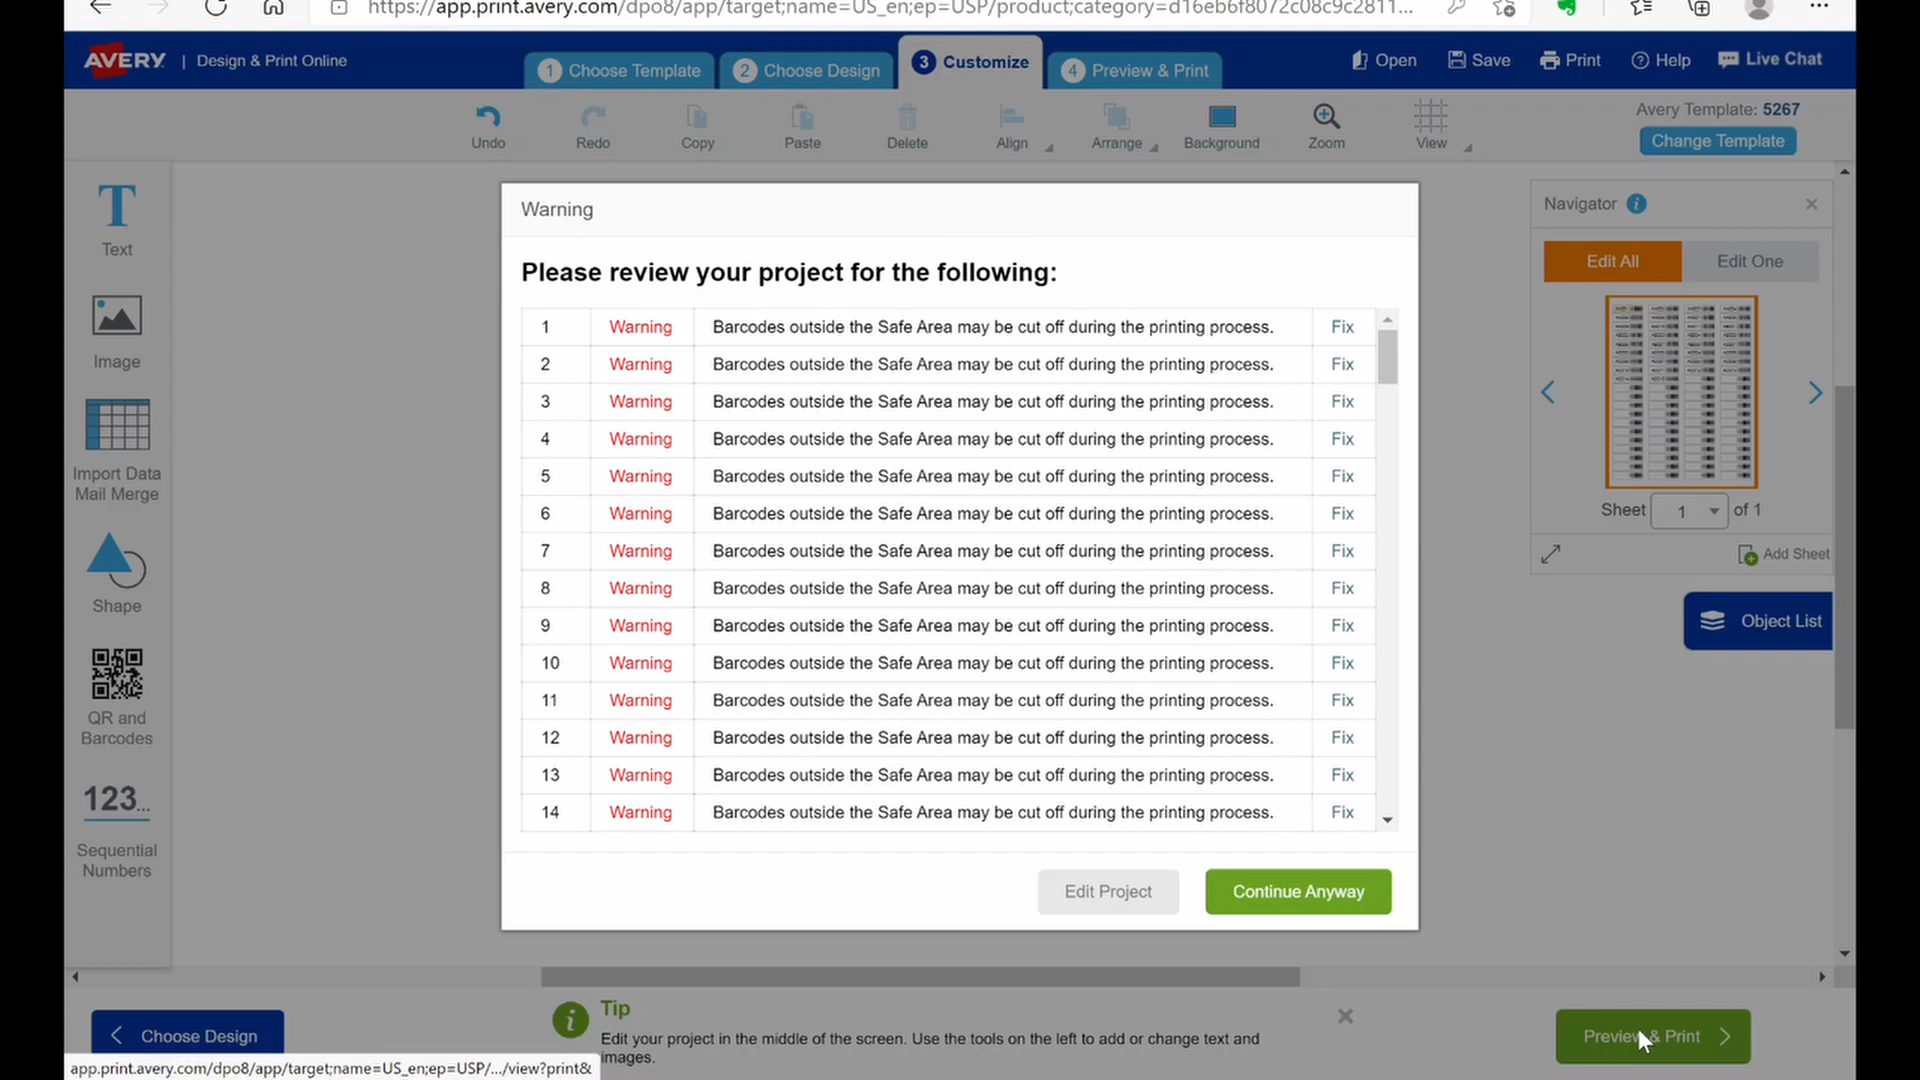 https://app.print.avery.com/dpo8/app/target;name=US_en;ep=USP/product;category=d16eb6f8072c08c9c2811...
AVERY | Design & Print Online
1 Choose Template
2 Choose Design
3 Customize
4 Preview & Print
Open
Save
Print
Help
Live Chat
Undo
Redo
Copy
Paste
Delete
Align
Arrange
Background
Zoom
View
Avery Template: 5267
Change Template
Text
Image
Import Data
Mail Merge
Shape
QR and
Barcodes
123...
Sequential
Numbers
Warning
Please review your project for the following:
1 Warning Barcodes outside the Safe Area may be cut off during the printing process. Fix
2 Warning Barcodes outside the Safe Area may be cut off during the printing process. Fix
3 Warning Barcodes outside the Safe Area may be cut off during the printing process. Fix
4 Warning Barcodes outside the Safe Area may be cut off during the printing process. Fix
5 Warning Barcodes outside the Safe Area may be cut off during the printing process. Fix
6 Warning Barcodes outside the Safe Area may be cut off during the printing process. Fix
7 Warning Barcodes outside the Safe Area may be cut off during the printing process. Fix
8 Warning Barcodes outside the Safe Area may be cut off during the printing process. Fix
9 Warning Barcodes outside the Safe Area may be cut off during the printing process. Fix
10 Warning Barcodes outside the Safe Area may be cut off during the printing process. Fix
11 Warning Barcodes outside the Safe Area may be cut off during the printing process. Fix
12 Warning Barcodes outside the Safe Area may be cut off during the printing process. Fix
13 Warning Barcodes outside the Safe Area may be cut off during the printing process. Fix
14 Warning Barcodes outside the Safe Area may be cut off during the printing process. Fix
Edit Project
Continue Anyway
Navigator
Edit All
Edit One
Sheet 1 of 1
Add Sheet
Object List
Choose Design
Tip
Edit your project in the middle of the screen. Use the tools on the left to add or change text and
images.
Preview & Print
app.print.avery.com/dpo8/app/target;name=US_en;ep=USP/.../view?print&